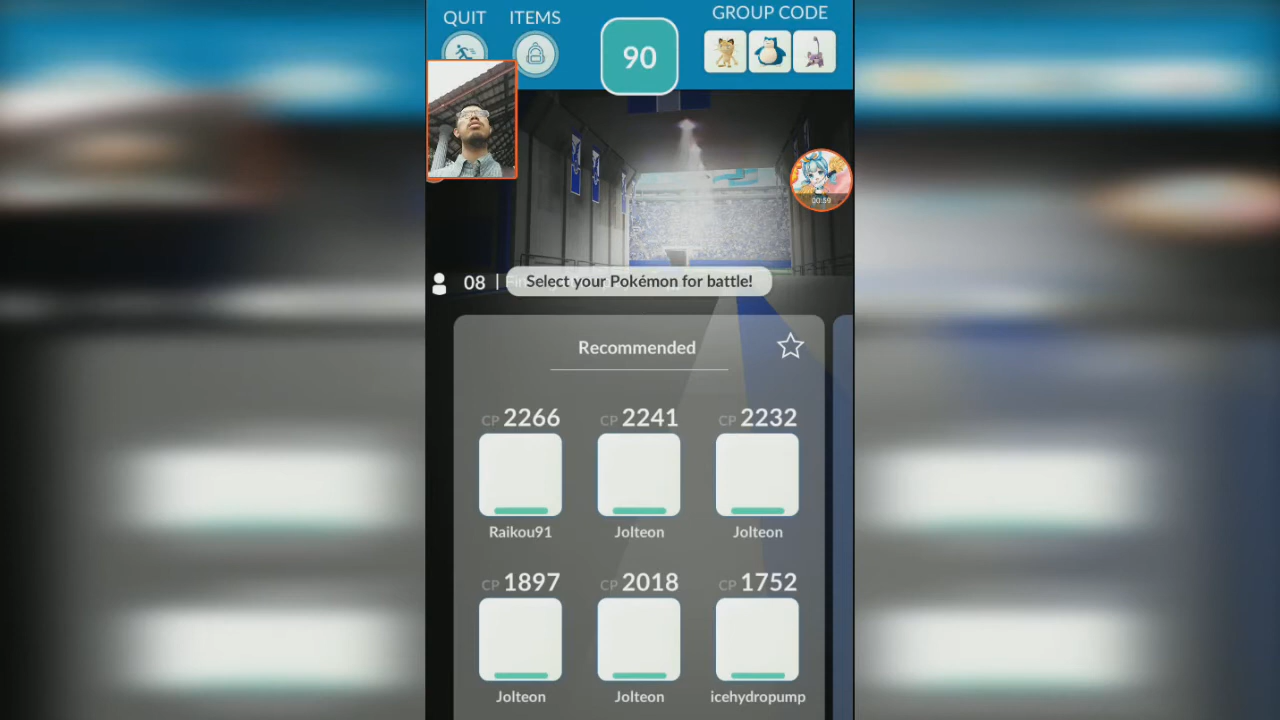 QUIT ITEMS
GROUP CODE
90
00:59
08 |
Select your Pokémon for battle!
Recommended
CP 2266 CP 2241 CP 2232
Raikou91 Jolteon Jolteon
CP 1897 CP 2018 CP 1752
Jolteon Jolteon icehydropump